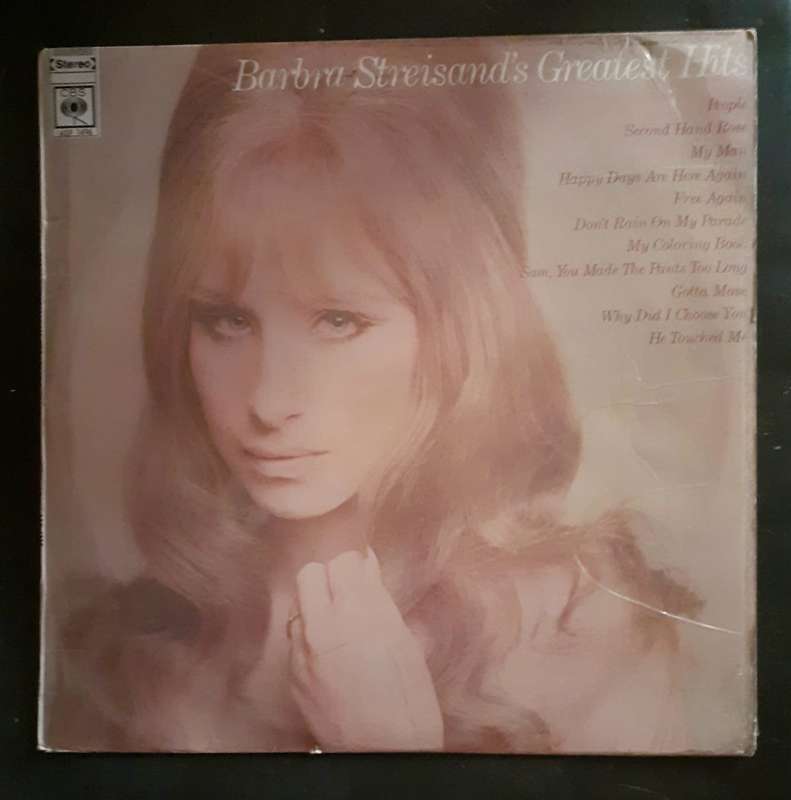 Stereo
CBS
Barbra Streisand's Greatest Hits
People
Second Hand Rose
My Man
Happy Days Are Here Again
Free Again
Don't Rain On My Parade
My Coloring Book
Sam, You Made The Pants Too Long
Gotta Move
Why Did I Choose You
He Touched Me